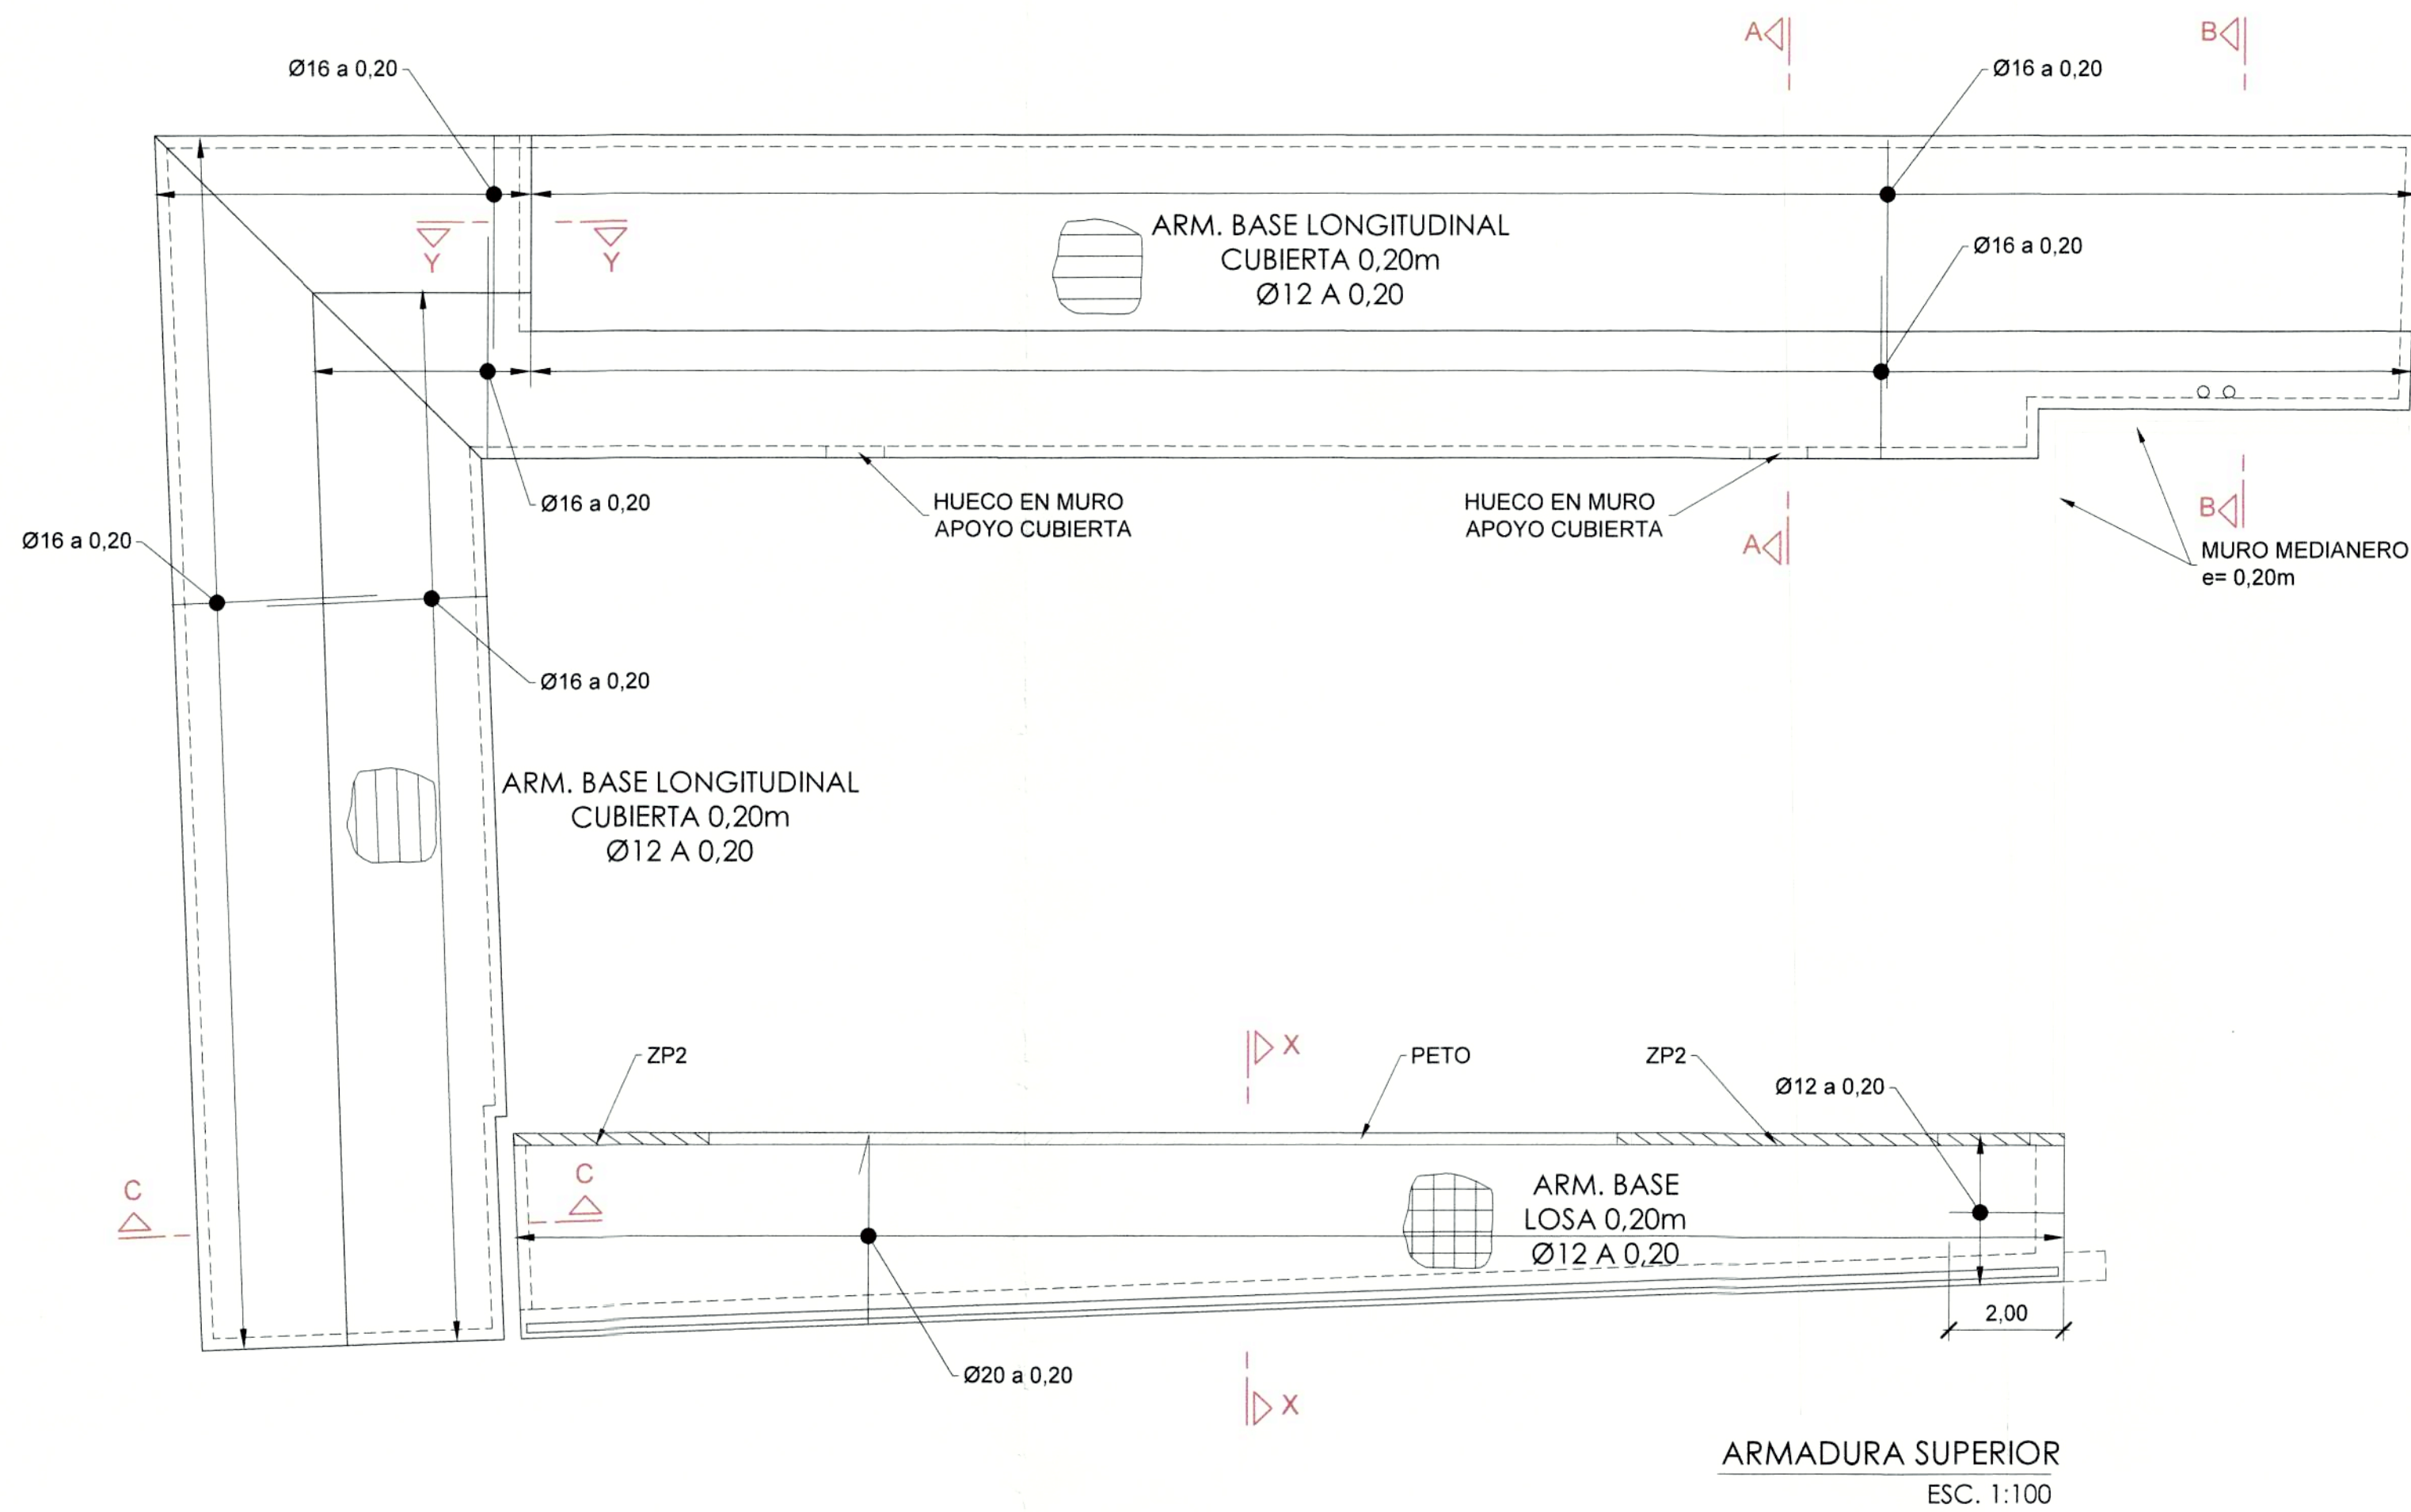 A
B
Ø16 a 0,20
Ø16 a 0,20
ARM. BASE LONGITUDINAL
CUBIERTA 0,20m
Ø12 A 0,20
Ø16 a 0,20
Y
Y
Ø16 a 0,20
HUECO EN MURO
APOYO CUBIERTA
HUECO EN MURO
APOYO CUBIERTA
B
A
MURO MEDIANERO
e= 0,20m
Ø16 a 0,20
Ø16 a 0,20
ARM. BASE LONGITUDINAL
CUBIERTA 0,20m
Ø12 A 0,20
X
ZP2
PETO
ZP2
Ø12 a 0,20
C
C
ARM. BASE
LOSA 0,20m
Ø12 A 0,20
2,00
Ø20 a 0,20
X
ARMADURA SUPERIOR
ESC. 1:100